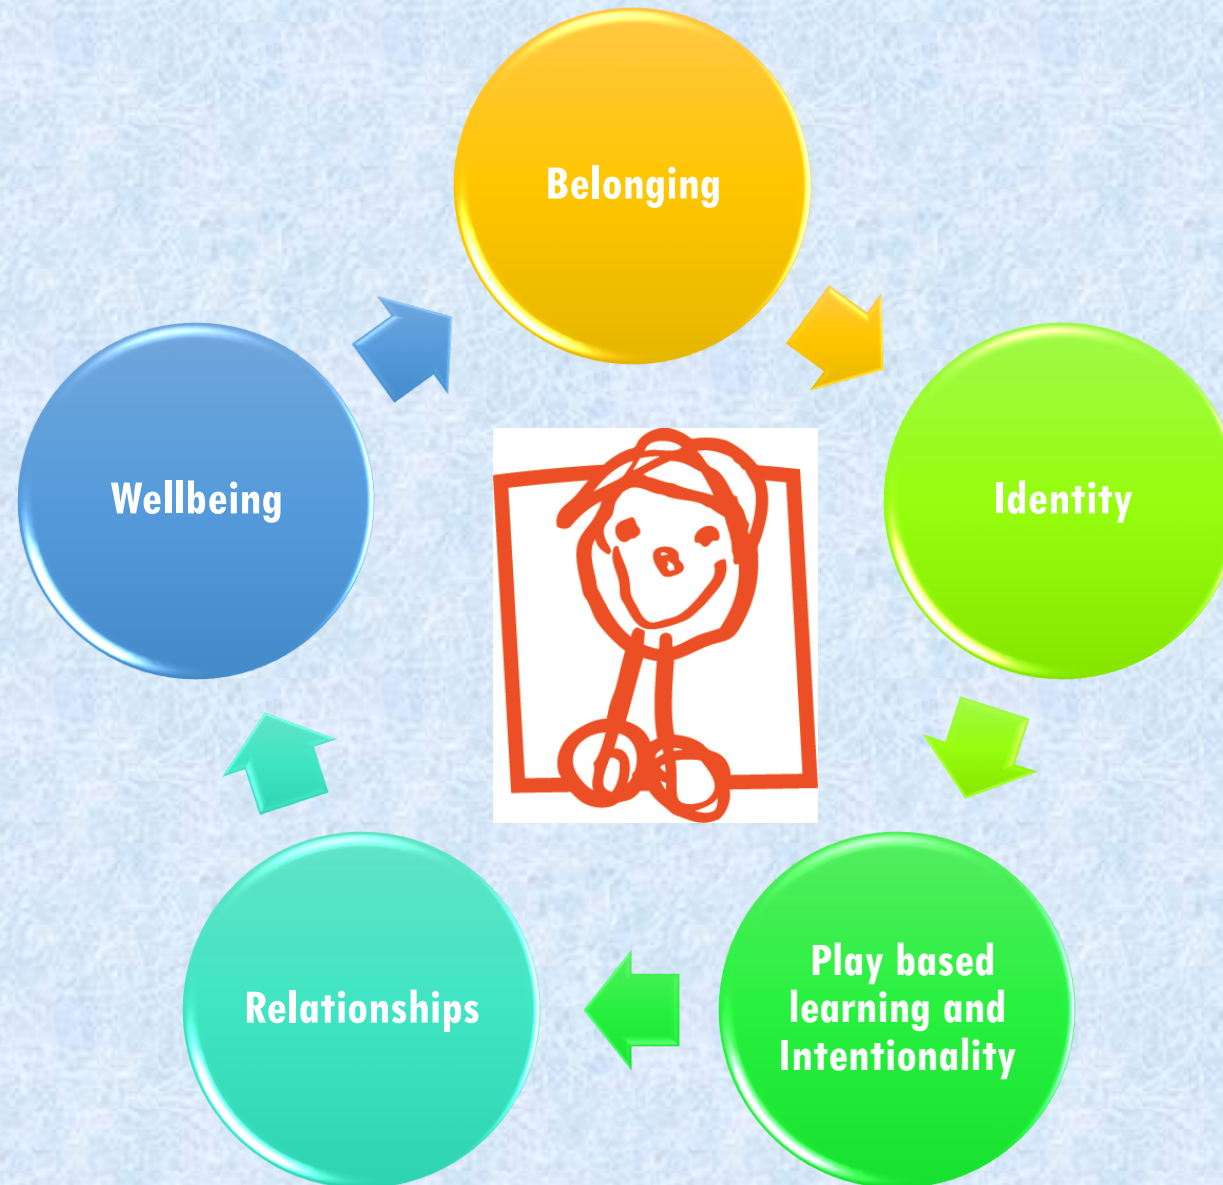 Belonging
Identity
Play based
learning and
Intentionality
Relationships
Wellbeing